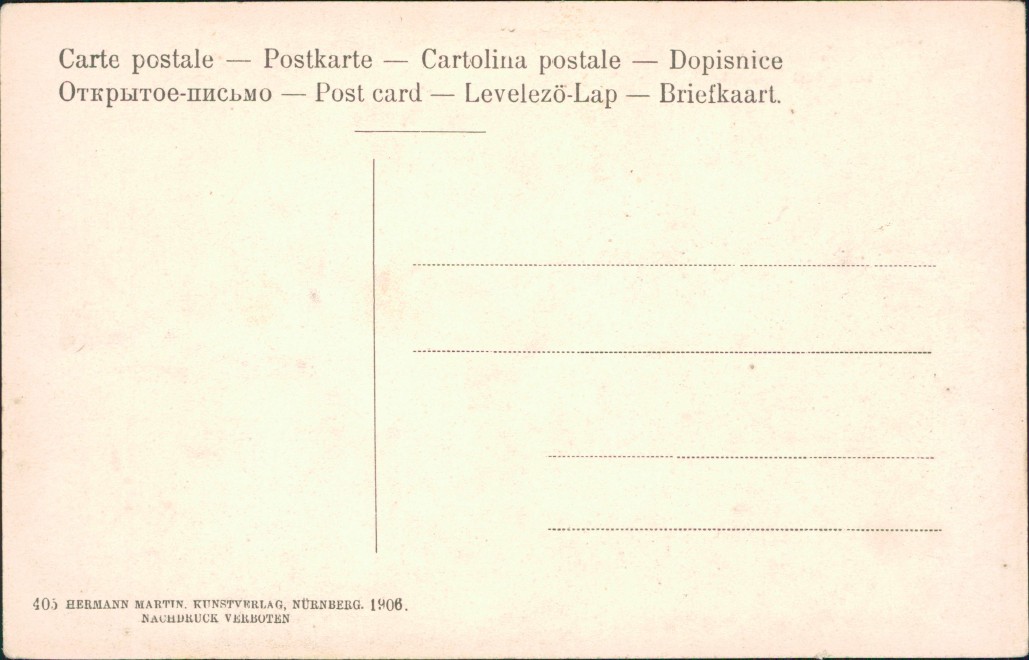 Carte postale — Postkarte — Cartolina postale — Dopisnice
Открытое-письмо — Post card — Levelezö-Lap — Briefkaart.
405 HERMANN MARTIN. KUNSTVERLAG, NÜRNBERG. 1906.
NACHDRUCK VERBOTEN